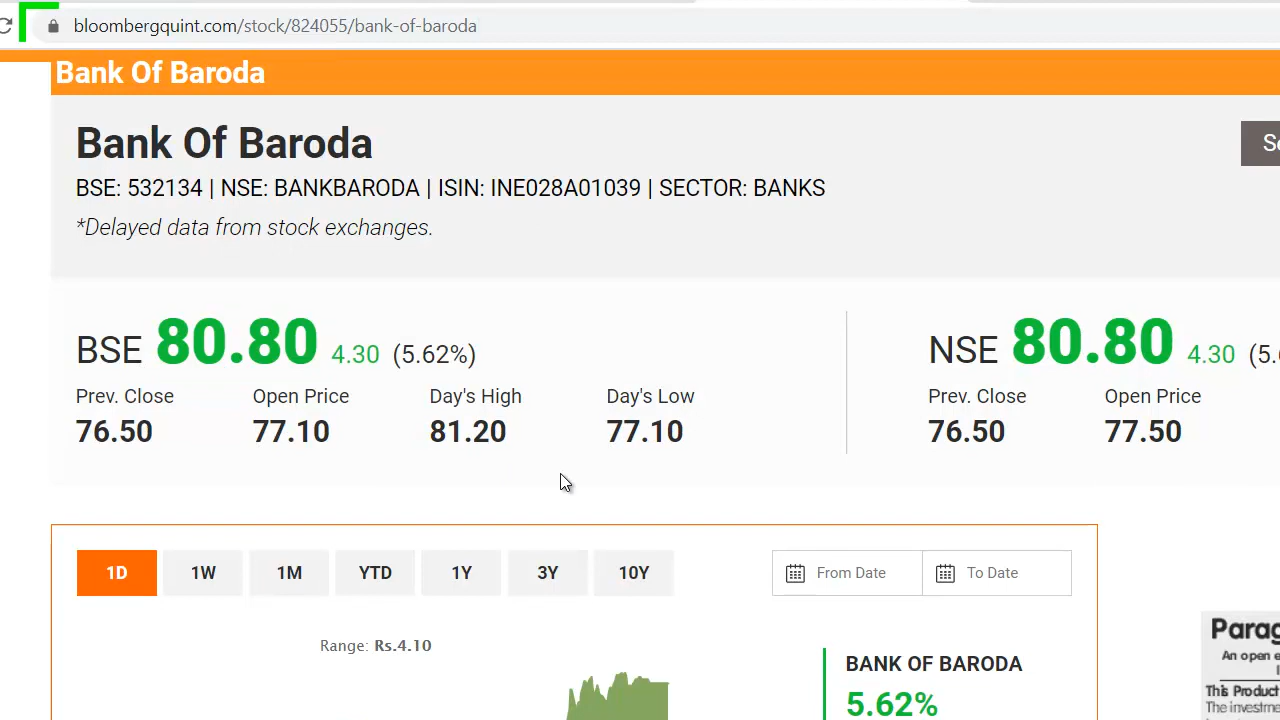 bloombergquint.com/stock/824055/bank-of-baroda
Bank Of Baroda
Bank Of Baroda
BSE: 532134 | NSE: BANKBARODA | ISIN: INE028A01039 | SECTOR: BANKS
*Delayed data from stock exchanges.
BSE 80.80 4.30 (5.62%)
Prev. Close Open Price Day's High Day's Low
76.50 77.10 81.20 77.10
NSE 80.80 4.30
Prev. Close Open Price
76.50 77.50
1D 1W 1M YTD 1Y 3Y 10Y
From Date To Date
Range: Rs.4.10
BANK OF BARODA
5.62%
An open
This Product